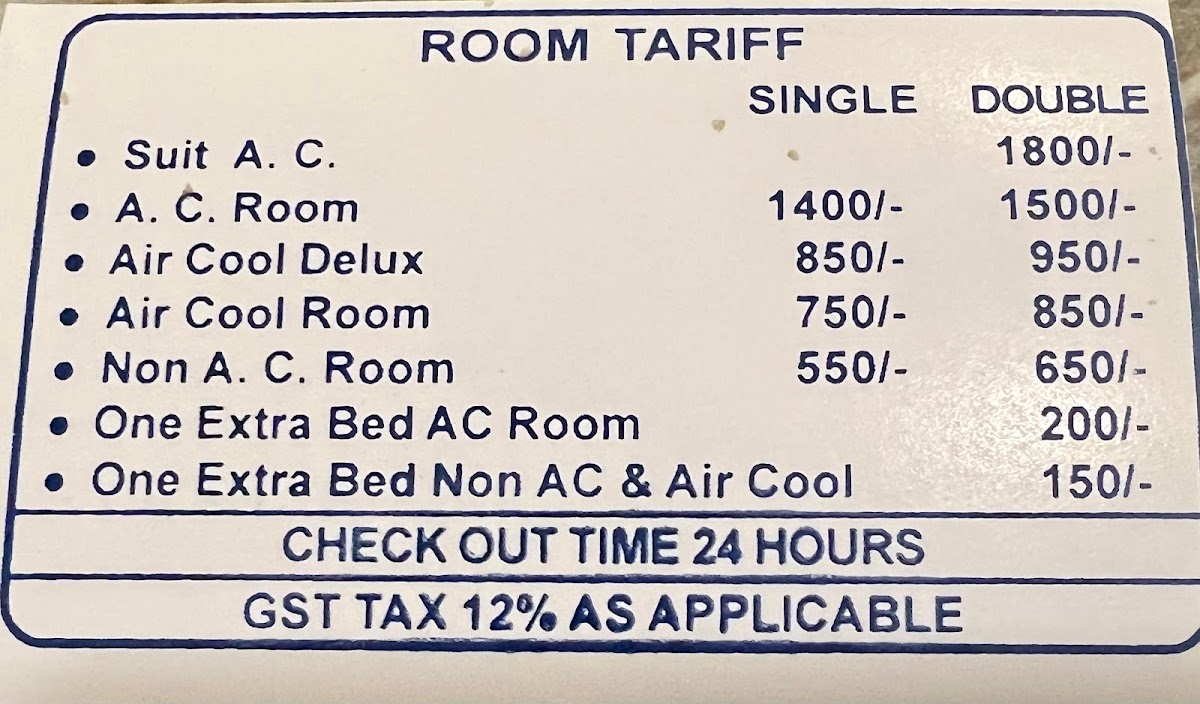 ROOM TARIFF
SINGLE DOUBLE
• Suit A. C. 1800/-
• A. C. Room 1400/- 1500/-
• Air Cool Delux 850/- 950/-
• Air Cool Room 750/- 850/-
• Non A. C. Room 550/- 650/-
• One Extra Bed AC Room 200/-
• One Extra Bed Non AC & Air Cool 150/-
CHECK OUT TIME 24 HOURS
GST TAX 12% AS APPLICABLE